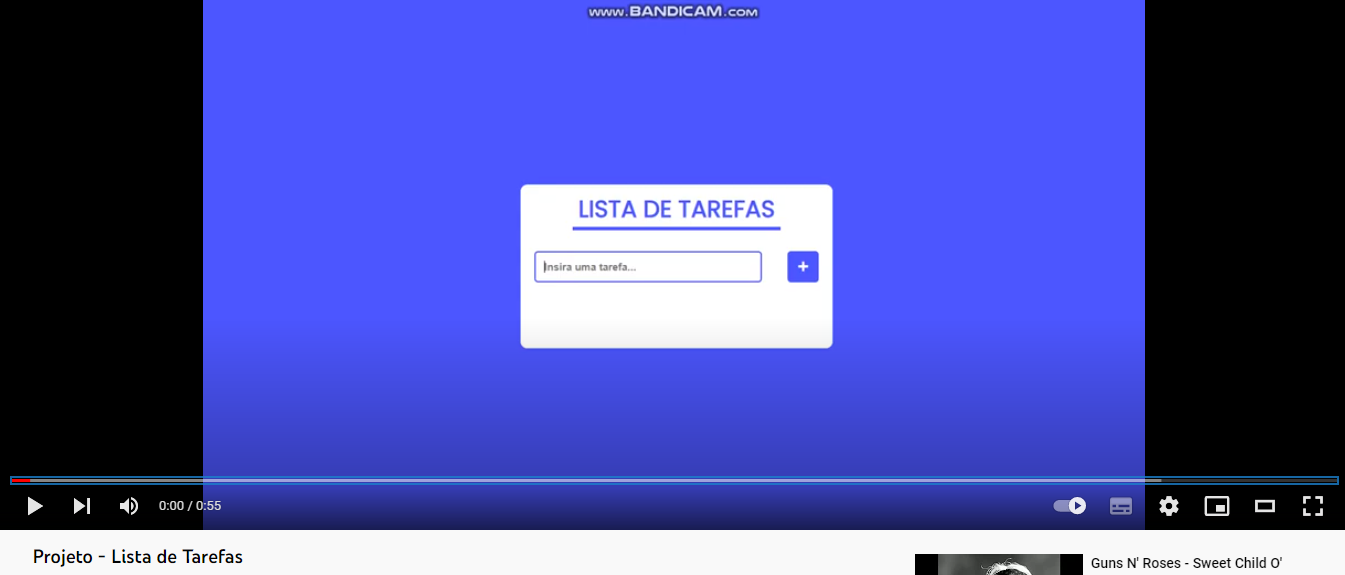 www.BANDICAM.com
LISTA DE TAREFAS
Insira uma tarefa...
+
0:00 / 0:55
Projeto - Lista de Tarefas
Guns N' Roses - Sweet Child O'